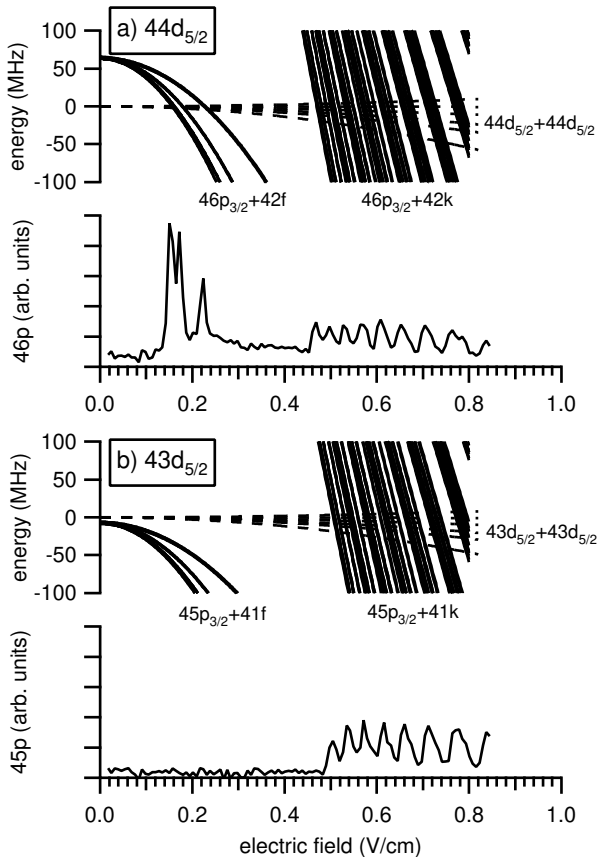 a) 44d5/2
energy (MHz)
100
50
0
-50
-100
44d5/2+44d5/2
46p3/2+42f
46p3/2+42k
46p (arb. units)
0.0 0.2 0.4 0.6 0.8 1.0
b) 43d5/2
energy (MHz)
100
50
0
-50
-100
43d5/2+43d5/2
45p3/2+41f
45p3/2+41k
45p (arb. units)
0.0 0.2 0.4 0.6 0.8 1.0
electric field (V/cm)